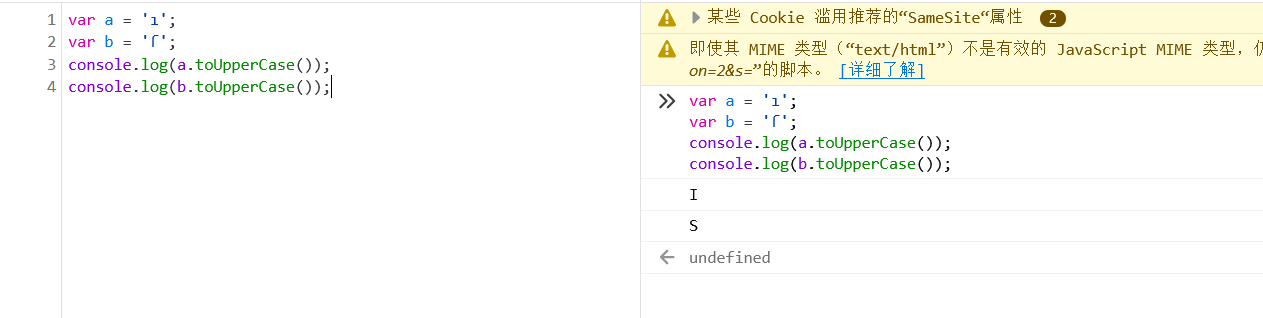 1 var a = 'ı';
2 var b = 'ſ';
3 console.log(a.toUpperCase());
4 console.log(b.toUpperCase());
某些 Cookie 滥用推荐的“SameSite“属性 2
即使其 MIME 类型（“text/html”）不是有效的 JavaScript MIME 类型，仍
on=2&s=”的脚本。 [详细了解]
var a = 'ı';
var b = 'ſ';
console.log(a.toUpperCase());
console.log(b.toUpperCase());
I
S
undefined